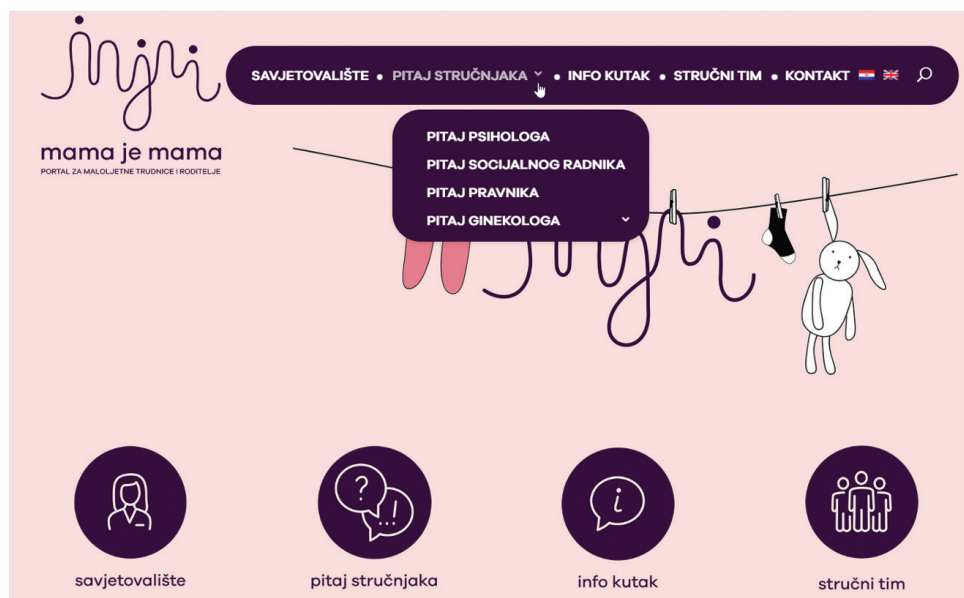 mjm
SAVJETOVALIŠTE • PITAJ STRUČNJAKA • INFO KUTAK • STRUČNI TIM • KONTAKT
mama je mama
PORTAL ZA MALOLJETNE TRUDNICE I RODITELJE
PITAJ PSIHOLOGA
PITAJ SOCIJALNOG RADNIKA
PITAJ PRAVNIKA
PITAJ GINEKOLOGA
savjetovalište
pitaj stručnjaka
info kutak
stručni tim